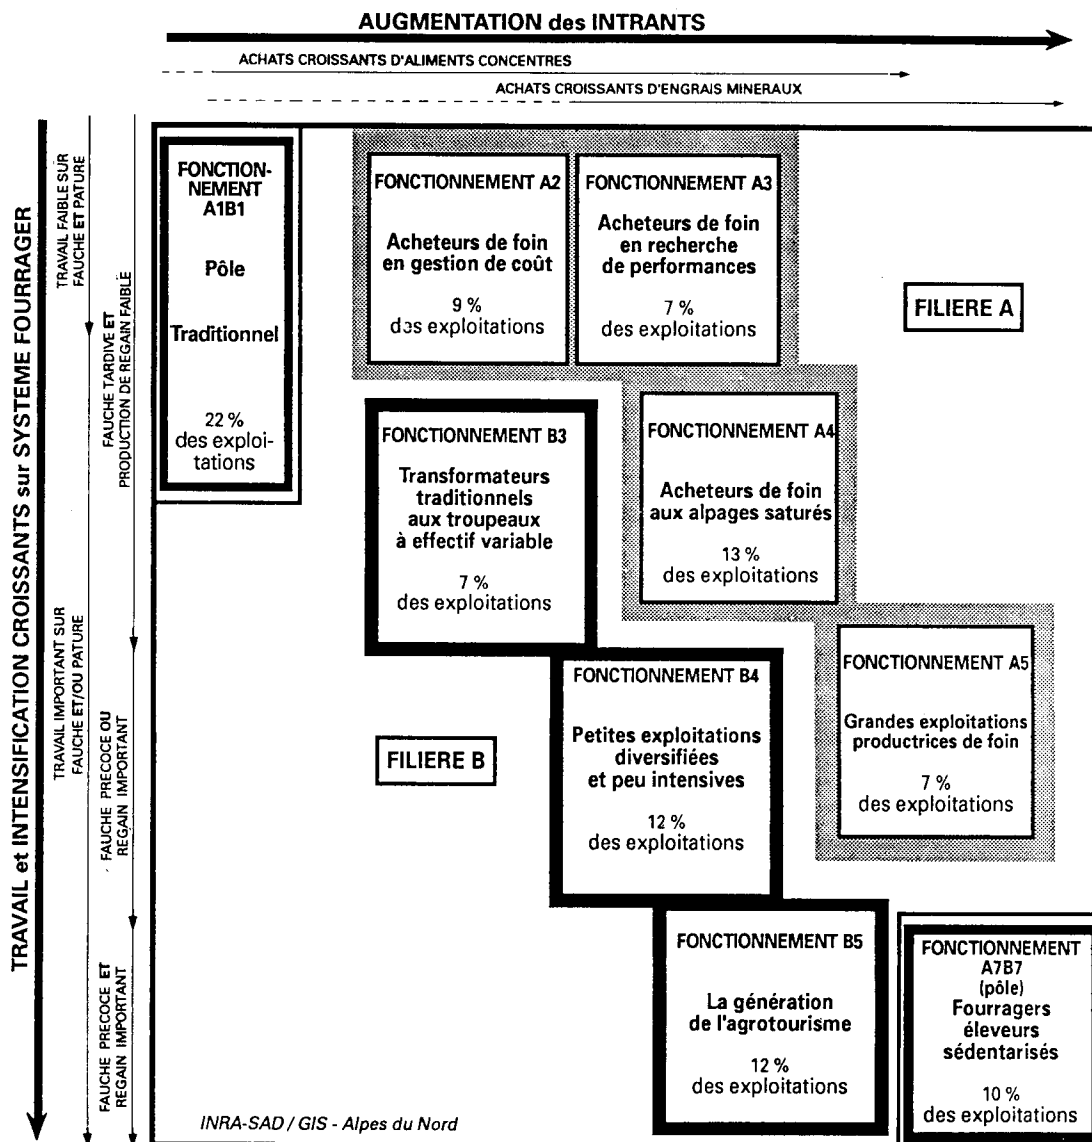 AUGMENTATION des INTRANTS
ACHATS CROISSANTS D'ALIMENTS CONCENTRES
ACHATS CROISSANTS D'ENGRAIS MINERAUX
TRAVAIL et INTENSIFICATION CROISSANTS sur SYSTEME FOURRAGER
TRAVAIL FAIBLE SUR
FAUCHE ET PATURE
TRAVAIL IMPORTANT SUR
FAUCHE ET/OU PATURE
FAUCHE TARDIVE ET
PRODUCTION DE REGAIN FAIBLE
FAUCHE PRECOCE OU
REGAIN IMPORTANT
FAUCHE PRECOCE ET
REGAIN IMPORTANT
FONCTION-
NEMENT
A1B1
Pôle
Traditionnel
22 %
des exploi-
tations
FONCTIONNEMENT A2
Acheteurs de foin
en gestion de coût
9 %
des exploitations
FONCTIONNEMENT A3
Acheteurs de foin
en recherche
de performances
7 %
des exploitations
FILIERE A
FONCTIONNEMENT B3
Transformateurs
traditionnels
aux troupeaux
à effectif variable
7 %
des exploitations
FONCTIONNEMENT A4
Acheteurs de foin
aux alpages saturés
13 %
des exploitations
FILIERE B
FONCTIONNEMENT B4
Petites exploitations
diversifiées
et peu intensives
12 %
des exploitations
FONCTIONNEMENT A5
Grandes exploitations
productrices de foin
7 %
des exploitations
FONCTIONNEMENT B5
La génération
de l'agrotourisme
12 %
des exploitations
FONCTIONNEMENT
A7B7
(pôle)
Fourragers
éleveurs
sédentarisés
10 %
des exploitations
INRA-SAD / GIS - Alpes du Nord